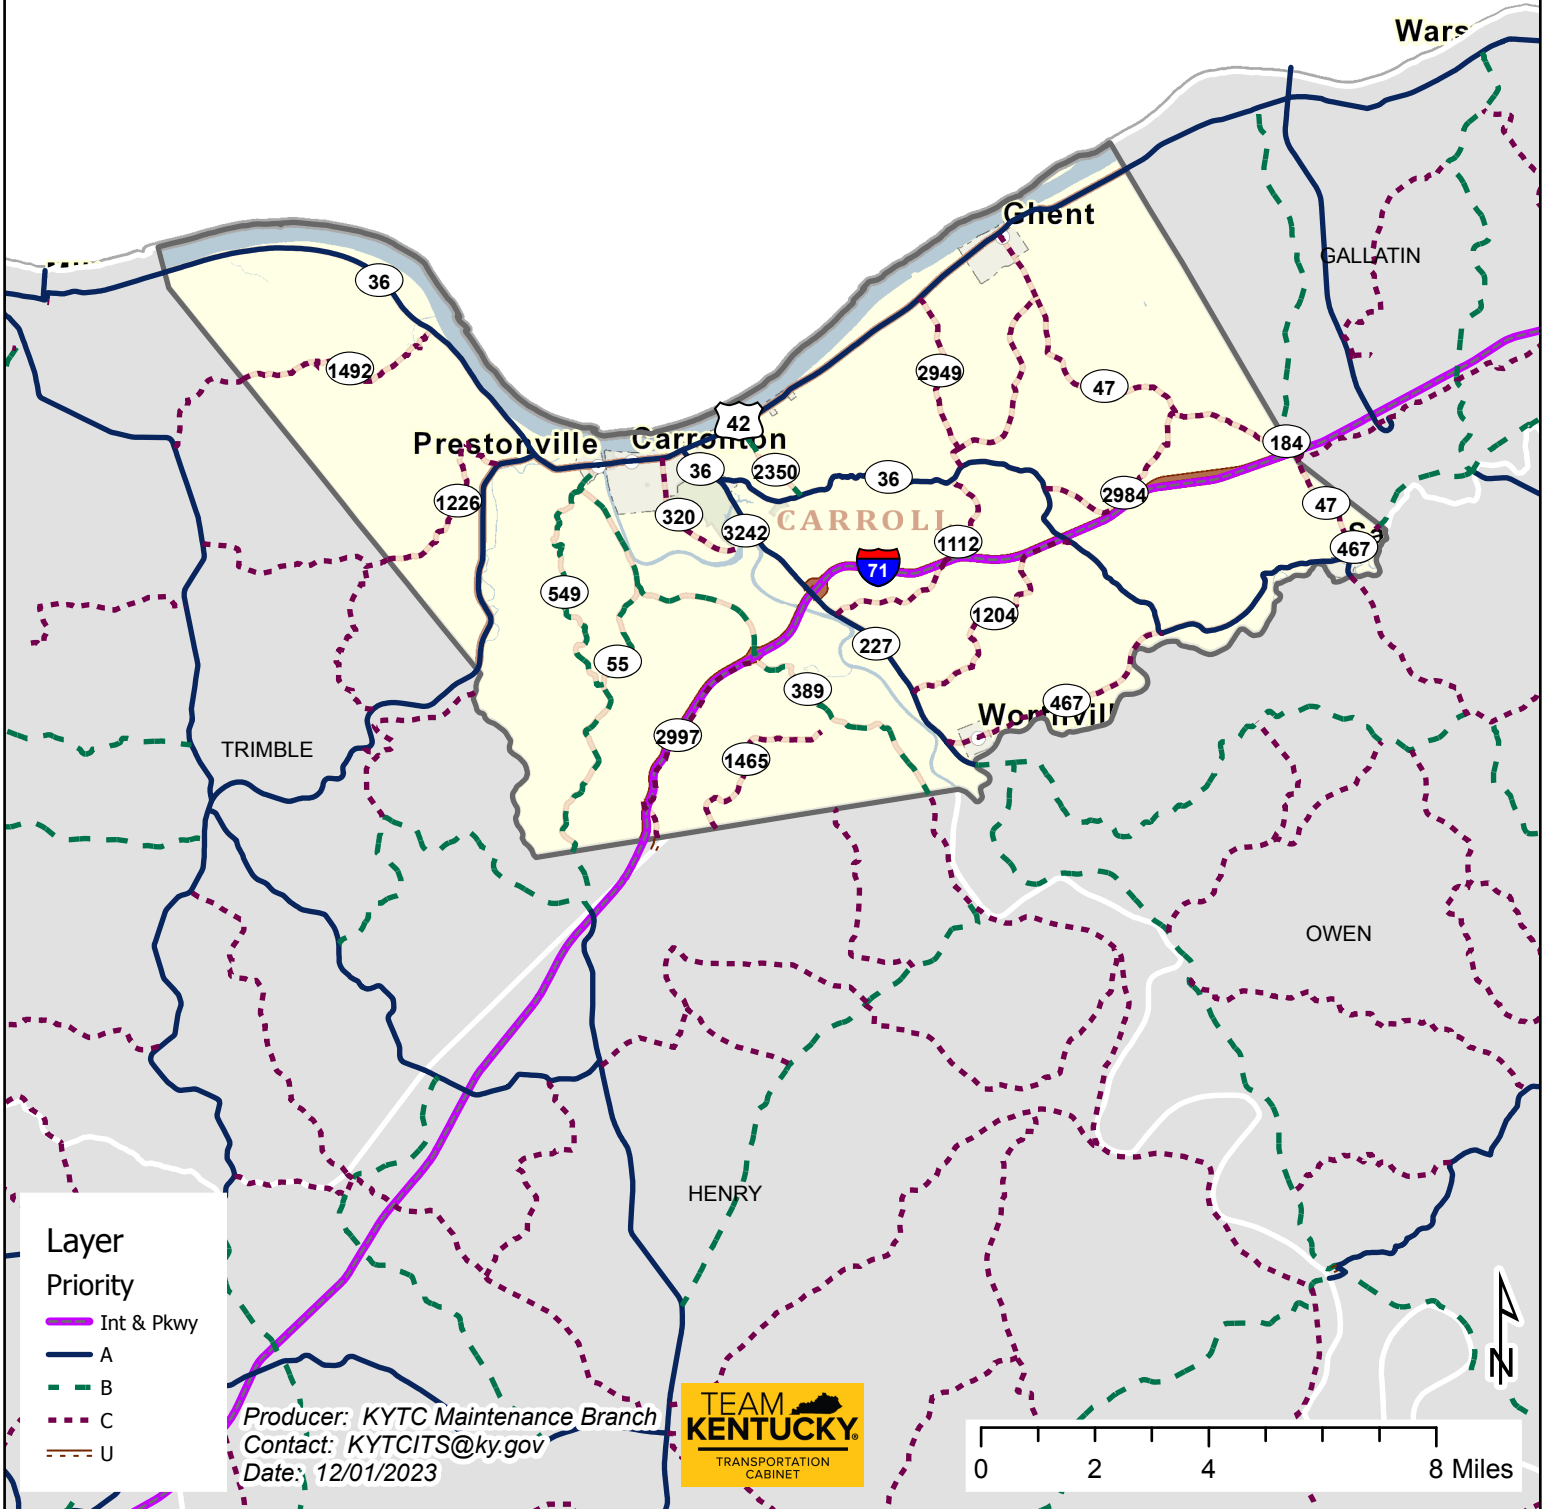 Ghent
36
GALLATIN
1492
2949
47
42
Prestonville
Carrollton
184
36
2350
36
1226
2984
47
320
3242
CARROLL
1112
467
71
549
1204
227
55
389
467
2997
1465
TRIMBLE
OWEN
HENRY
Layer
Priority
Int & Pkwy
A
B
C
U
Producer: KYTC Maintenance Branch
Contact: KYTCITS@ky.gov
Date: 12/01/2023
TEAM
KENTUCKY®
TRANSPORTATION
CABINET
N
0 2 4 8 Miles